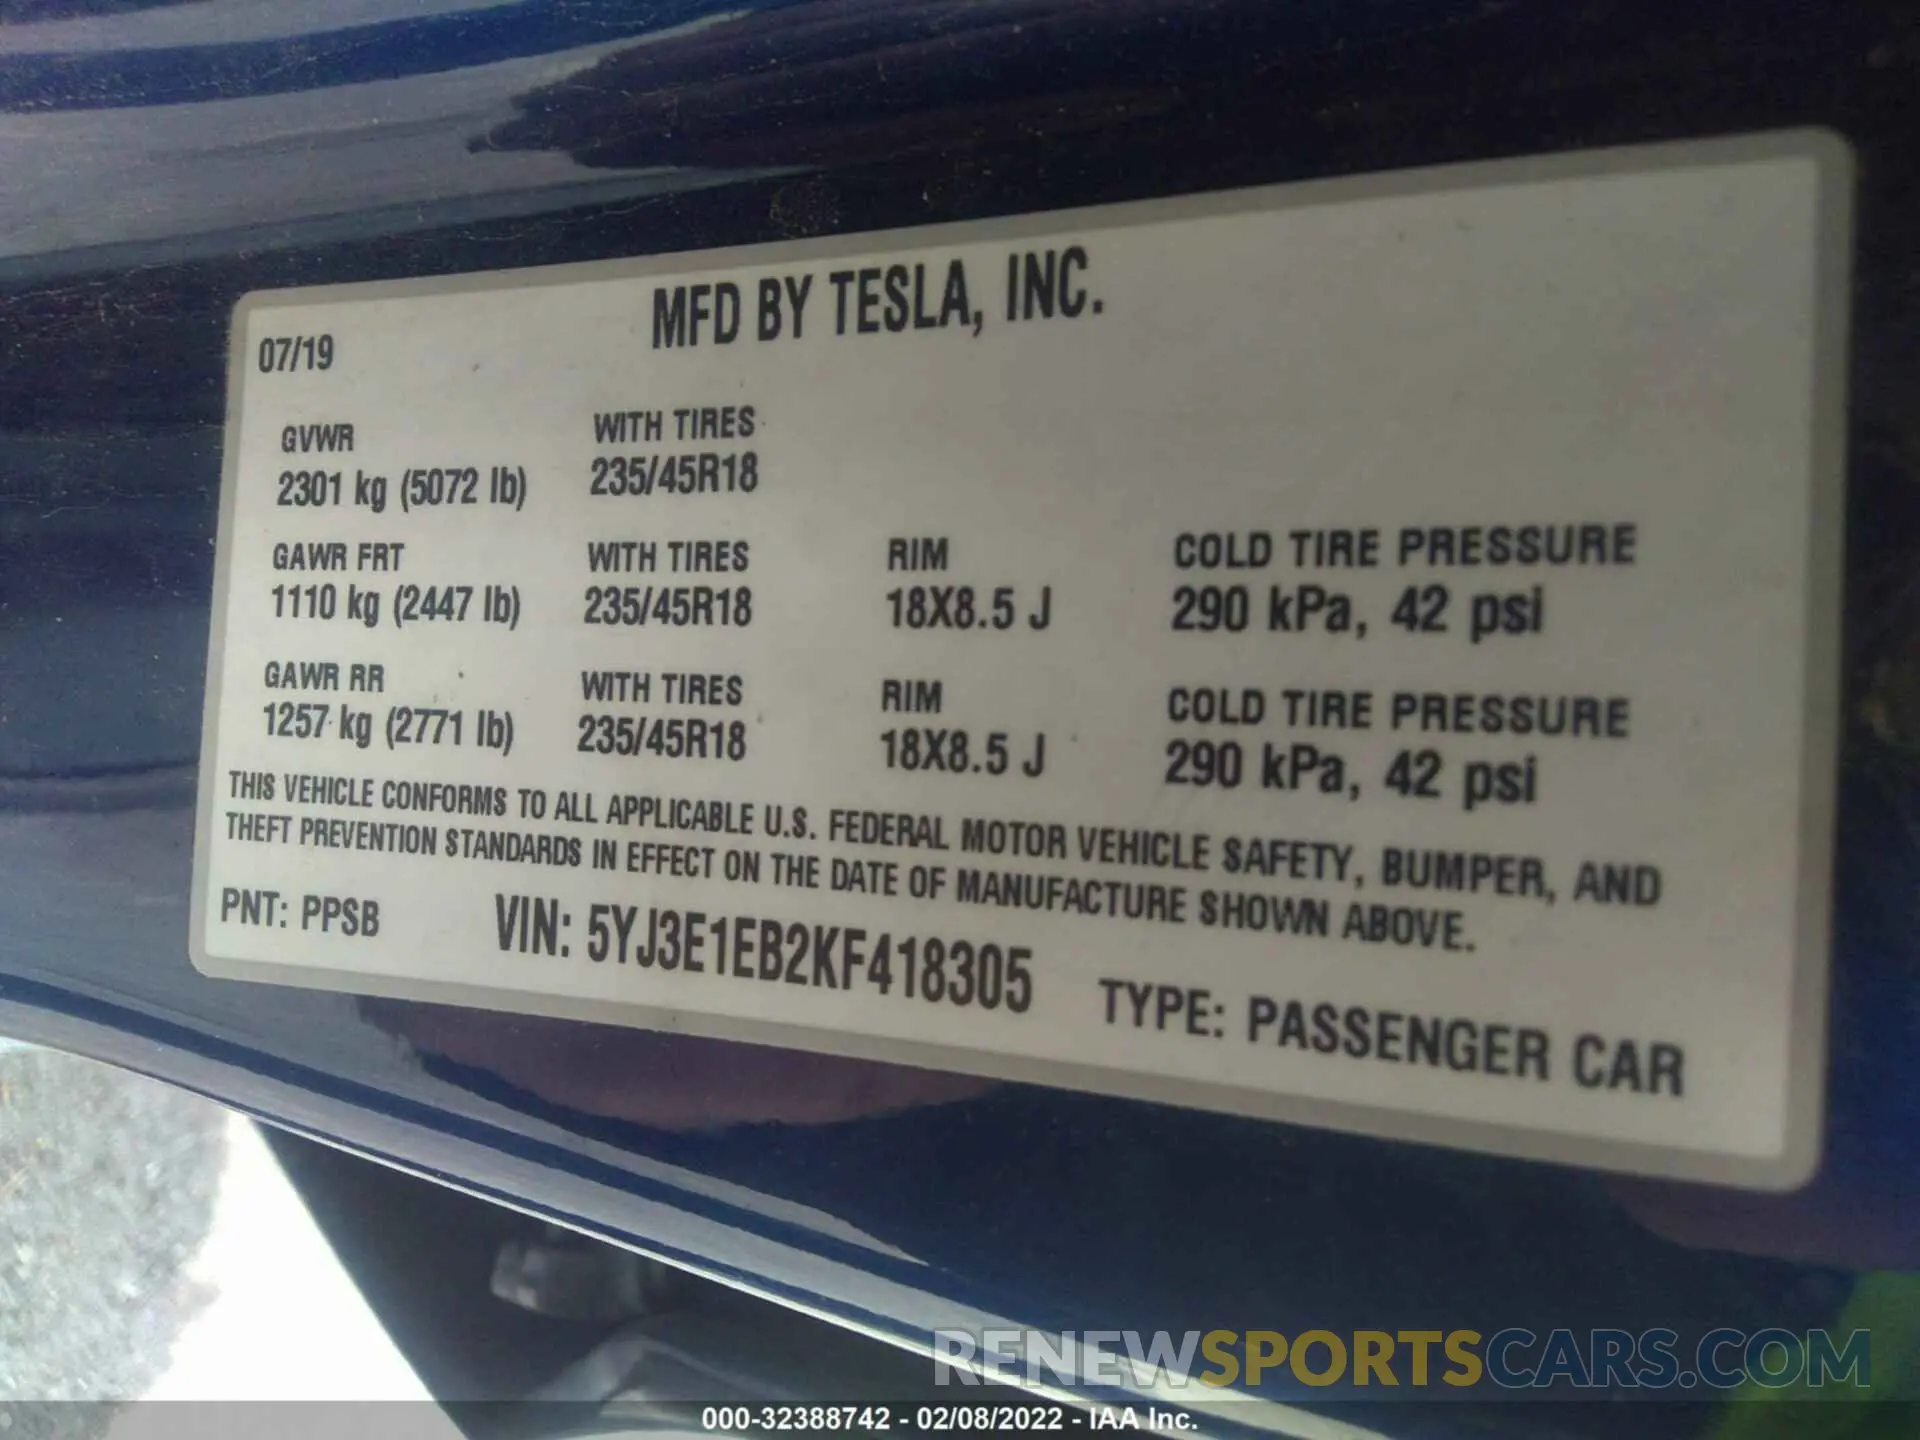 MFD BY TESLA, INC.
07/19
GVWR WITH TIRES
2301 kg (5072 lb) 235/45R18
GAWR FRT WITH TIRES RIM COLD TIRE PRESSURE
1110 kg (2447 lb) 235/45R18 18X8.5 J 290 kPa, 42 psi
GAWR RR WITH TIRES RIM COLD TIRE PRESSURE
1257 kg (2771 lb) 235/45R18 18X8.5 J 290 kPa, 42 psi
THIS VEHICLE CONFORMS TO ALL APPLICABLE U.S. FEDERAL MOTOR VEHICLE SAFETY, BUMPER, AND
THEFT PREVENTION STANDARDS IN EFFECT ON THE DATE OF MANUFACTURE SHOWN ABOVE.
PNT: PPSB VIN: 5YJ3E1EB2KF418305 TYPE: PASSENGER CAR
RENEWSPORTSCARS.COM
000-32388742 - 02/08/2022 - IAA Inc.